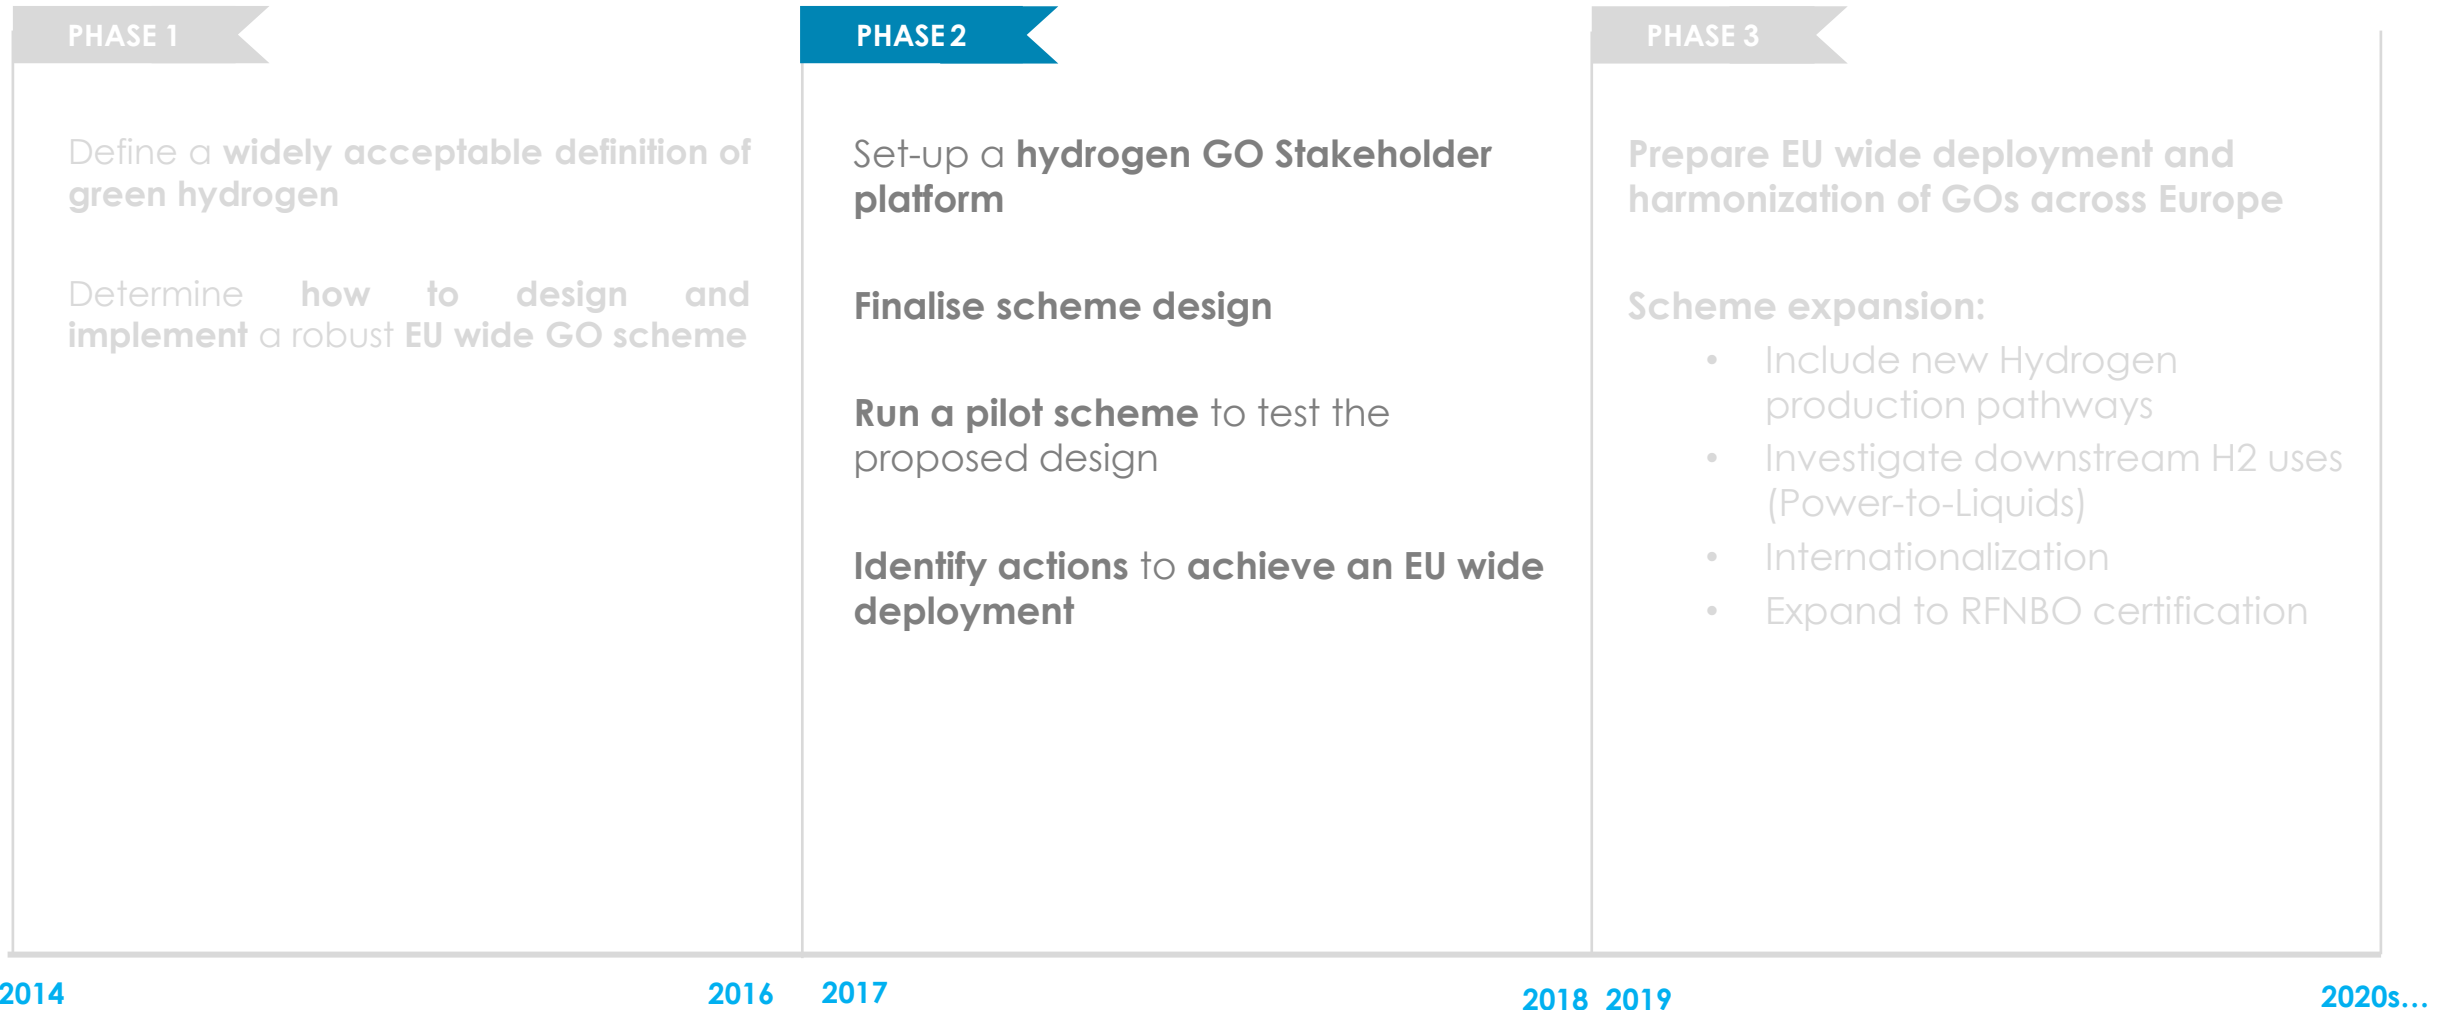 PHASE 1
Define a widely acceptable definition of
green hydrogen
Determine how to design and
implement a robust EU wide GO scheme
PHASE 2
Set-up a hydrogen GO Stakeholder
platform
Finalise scheme design
Run a pilot scheme to test the
proposed design
Identify actions to achieve an EU wide
deployment
PHASE 3
Prepare EU wide deployment and
harmonization of GOs across Europe
Scheme expansion:
• Include new Hydrogen
production pathways
• Investigate downstream H2 uses
(Power-to-Liquids)
• Internationalization
• Expand to RFNBO certification
2014
2016
2017
2018
2019
2020s...